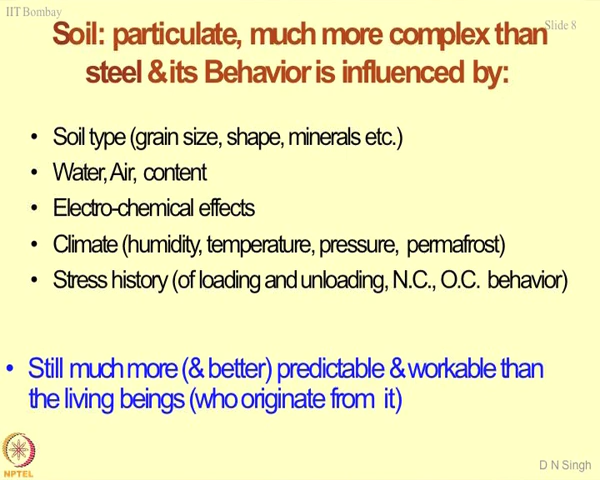 IIT Bombay
Slide 8
Soil: particulate, much more complex than
steel & its Behavior is influenced by:
• Soil type (grain size, shape, minerals etc.)
• Water, Air, content
• Electro-chemical effects
• Climate (humidity, temperature, pressure, permafrost)
• Stress history (of loading and unloading, N.C., O.C. behavior)
• Still much more (& better) predictable & workable than
the living beings (who originate from it)
NPTEL
D N Singh